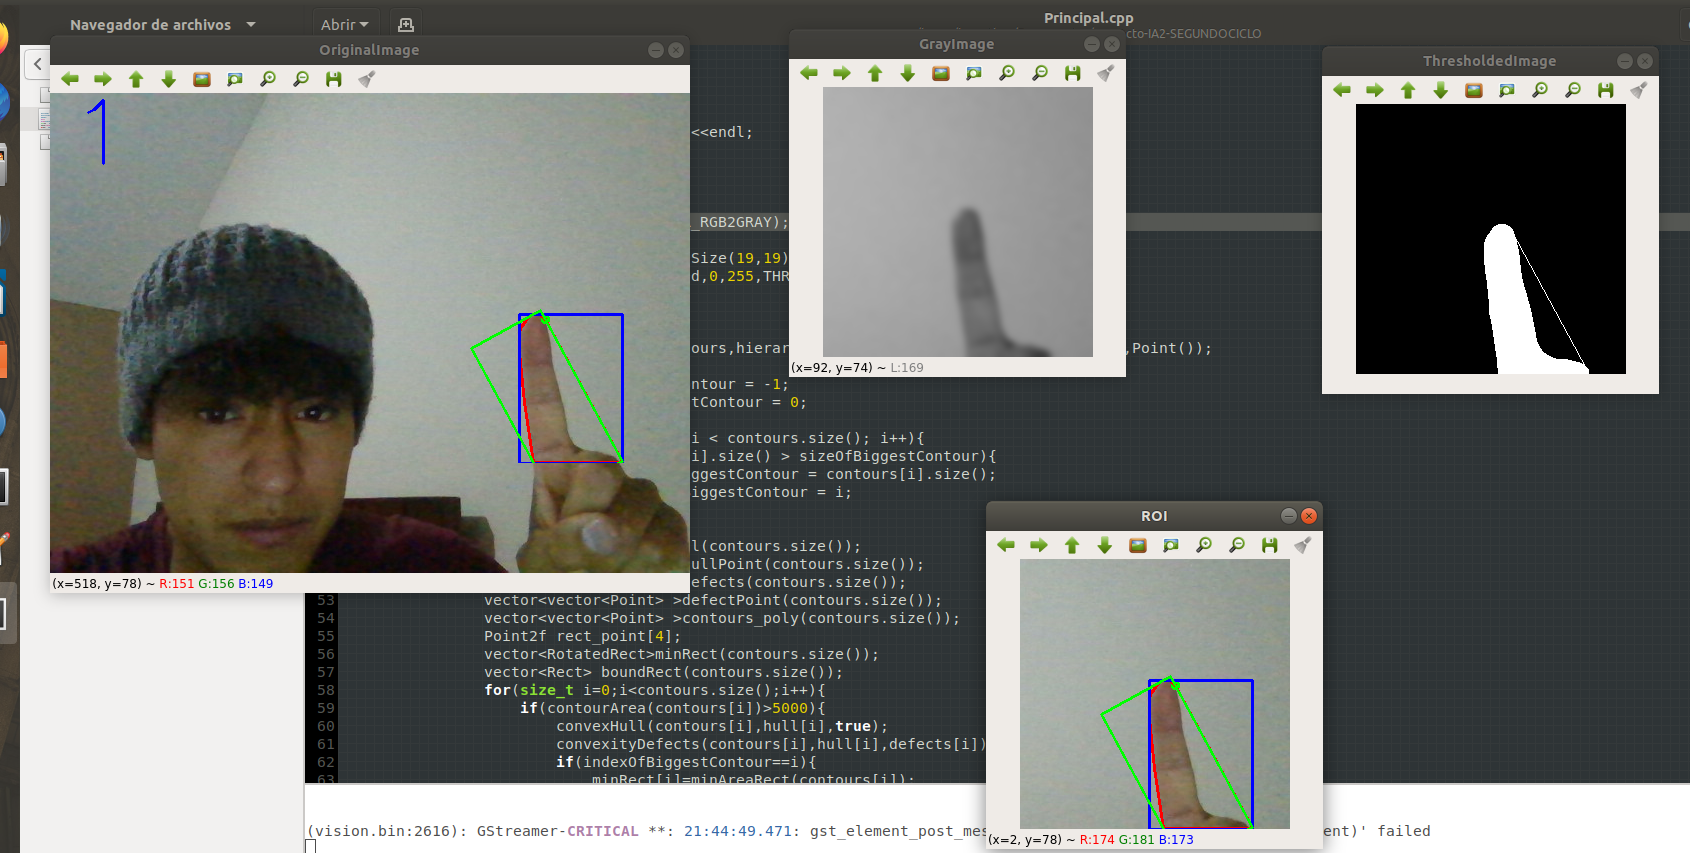 Navegador de archivos
Abrir
Principal.cpp
cto-IA2-SEGUNDOCICLO
OriginalImage
1
(x=518, y=78) ~ R:151 G:156 B:149
GrayImage
(x=92, y=74) ~ L:169
ThresholdedImage
<<endl;
_RGB2GRAY);
Size(19,19)
d,0,255,THR
ours,hierar ,Point());
ntour = -1;
tContour = 0;
i < contours.size(); i++){
i].size() > sizeOfBiggestContour){
ggestContour = contours[i].size();
iggestContour = i;
l(contours.size());
ullPoint(contours.size());
efects(contours.size());
53 vector<vector<Point> >defectPoint(contours.size());
54 vector<vector<Point> >contours_poly(contours.size());
55 Point2f rect_point[4];
56 vector<RotatedRect>minRect(contours.size());
57 vector<Rect> boundRect(contours.size());
58 for(size_t i=0;i<contours.size();i++){
59 if(contourArea(contours[i])>5000){
60 convexHull(contours[i],hull[i],true);
61 convexityDefects(contours[i],hull[i],defects[i])
62 if(indexOfBiggestContour==i){
63 minRect[i]=minAreaRect(contours[i]);
ROI
(x=2, y=78) ~ R:174 G:181 B:173
(vision.bin:2616): GStreamer-CRITICAL **: 21:44:49.471: gst_element_post_mes ent)' failed